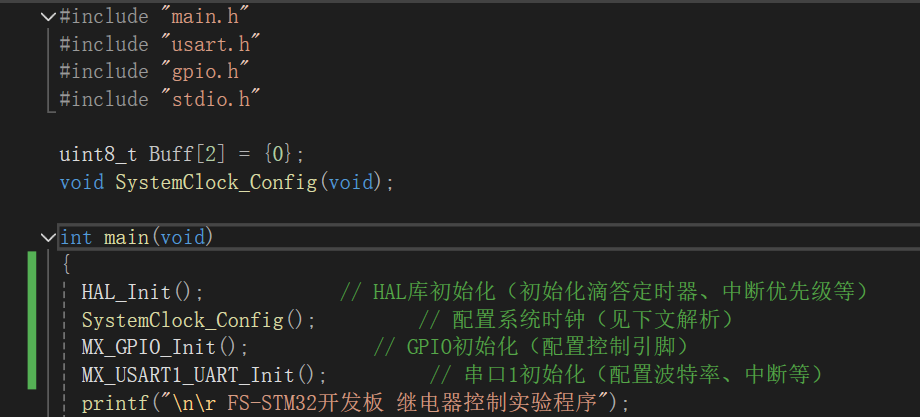 #include "main.h"
#include "usart.h"
#include "gpio.h"
#include "stdio.h"
uint8_t Buff[2] = {0};
void SystemClock_Config(void);
int main(void)
{
HAL_Init(); // HAL库初始化（初始化滴答定时器、中断优先级等）
SystemClock_Config(); // 配置系统时钟（见下文解析）
MX_GPIO_Init(); // GPIO初始化（配置控制引脚）
MX_USART1_UART_Init(); // 串口1初始化（配置波特率、中断等）
printf("\n\r FS-STM32开发板 继电器控制实验程序");